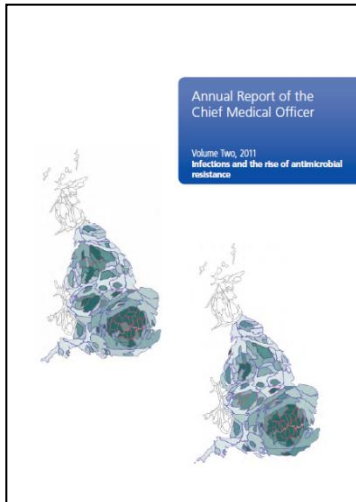 Annual Report of the
Chief Medical Officer
Volume Two, 2011
Infections and the rise of antimicrobial
resistance